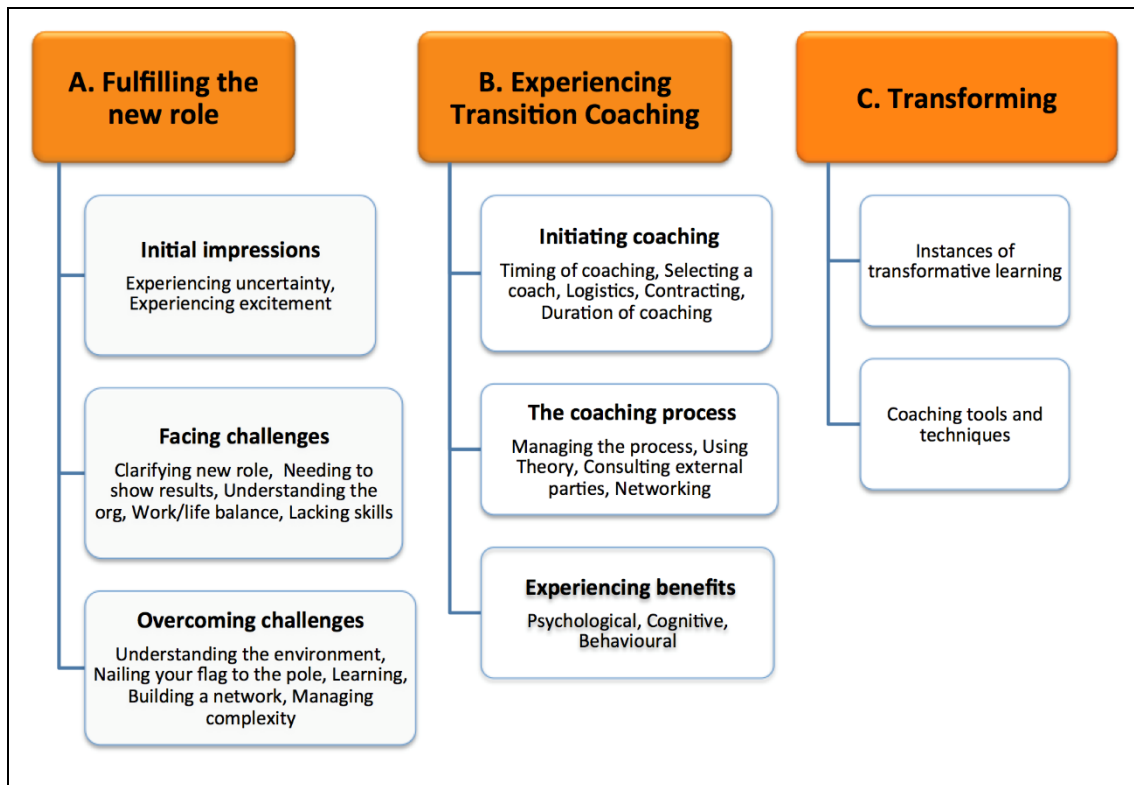 A. Fulfilling the
new role
Initial impressions
Experiencing uncertainty,
Experiencing excitement
Facing challenges
Clarifying new role, Needing to
show results, Understanding the
org, Work/life balance, Lacking skills
Overcoming challenges
Understanding the environment,
Nailing your flag to the pole, Learning,
Building a network, Managing
complexity
B. Experiencing
Transition Coaching
Initiating coaching
Timing of coaching, Selecting a
coach, Logistics, Contracting,
Duration of coaching
The coaching process
Managing the process, Using
Theory, Consulting external
parties, Networking
Experiencing benefits
Psychological, Cognitive,
Behavioural
C. Transforming
Instances of
transformative learning
Coaching tools and
techniques